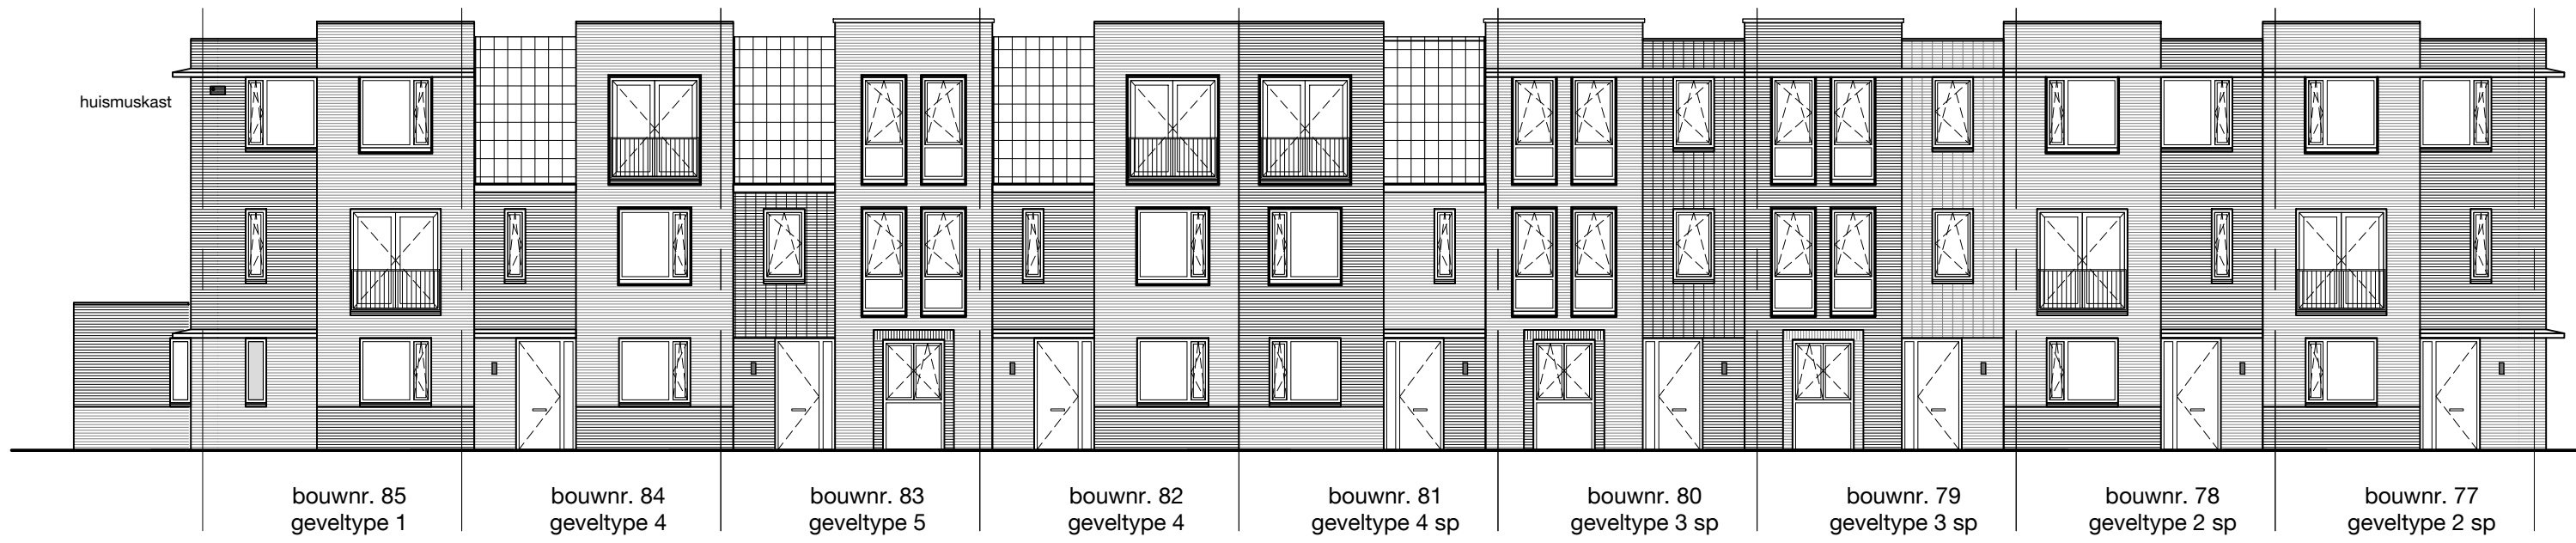 huismuskast
bouwnr. 85
geveltype 1
bouwnr. 84
geveltype 4
bouwnr. 83
geveltype 5
bouwnr. 82
geveltype 4
bouwnr. 81
geveltype 4 sp
bouwnr. 80
geveltype 3 sp
bouwnr. 79
geveltype 3 sp
bouwnr. 78
geveltype 2 sp
bouwnr. 77
geveltype 2 sp